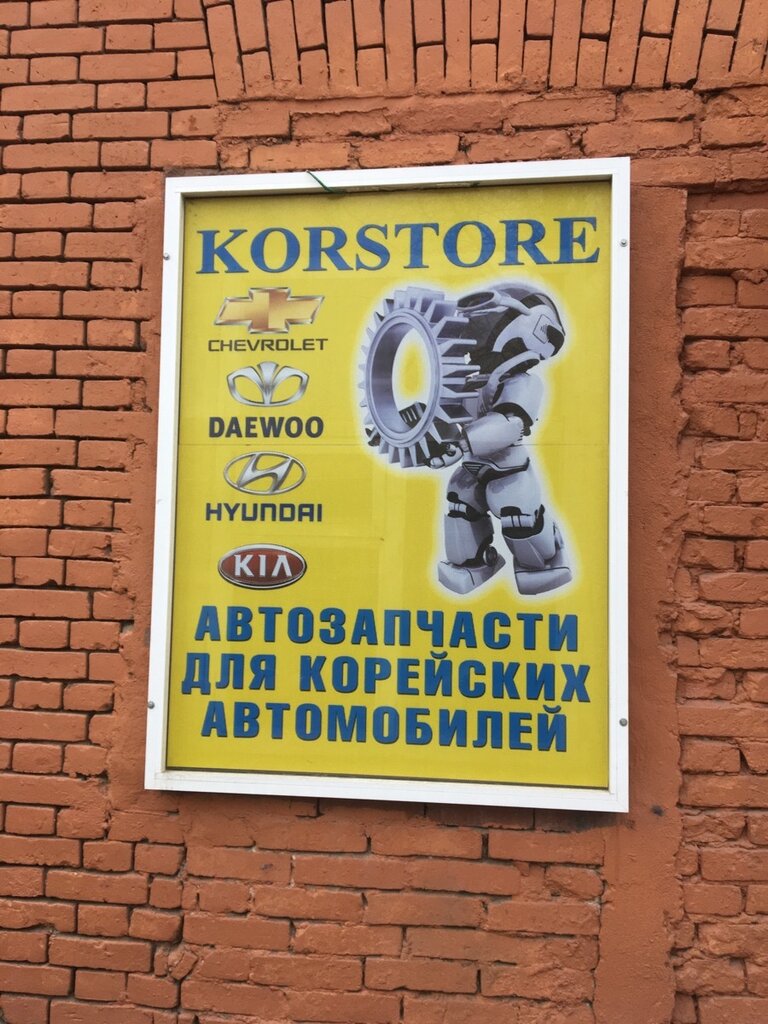 KORSTORE
CHEVROLET
DAEWOO
HYUNDAI
KIA
АВТОЗАПЧАСТИ
ДЛЯ КОРЕЙСКИХ
АВТОМОБИЛЕЙ